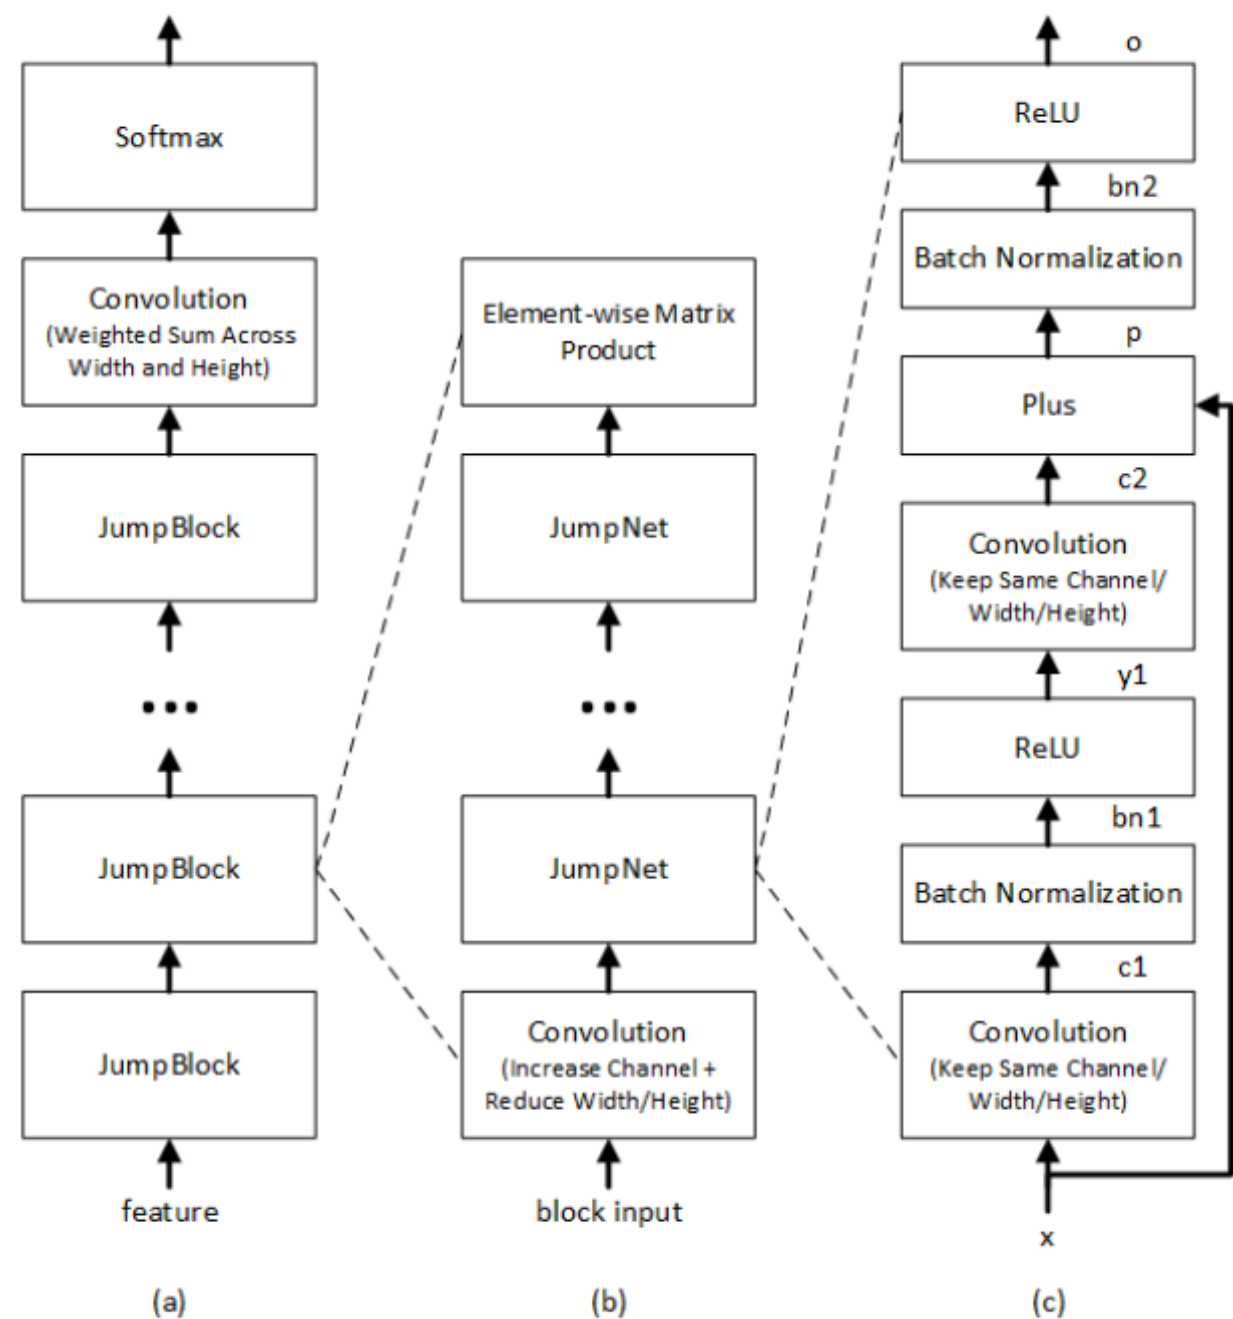 Softmax
Convolution
(Weighted Sum Across
Width and Height)
JumpBlock
...
JumpBlock
JumpBlock
feature
(a)
Element-wise Matrix
Product
JumpNet
...
JumpNet
Convolution
(Increase Channel +
Reduce Width/Height)
block input
(b)
o
ReLU
bn2
Batch Normalization
p
Plus
c2
Convolution
(Keep Same Channel/
Width/Height)
y1
ReLU
bn1
Batch Normalization
c1
Convolution
(Keep Same Channel/
Width/Height)
x
(c)